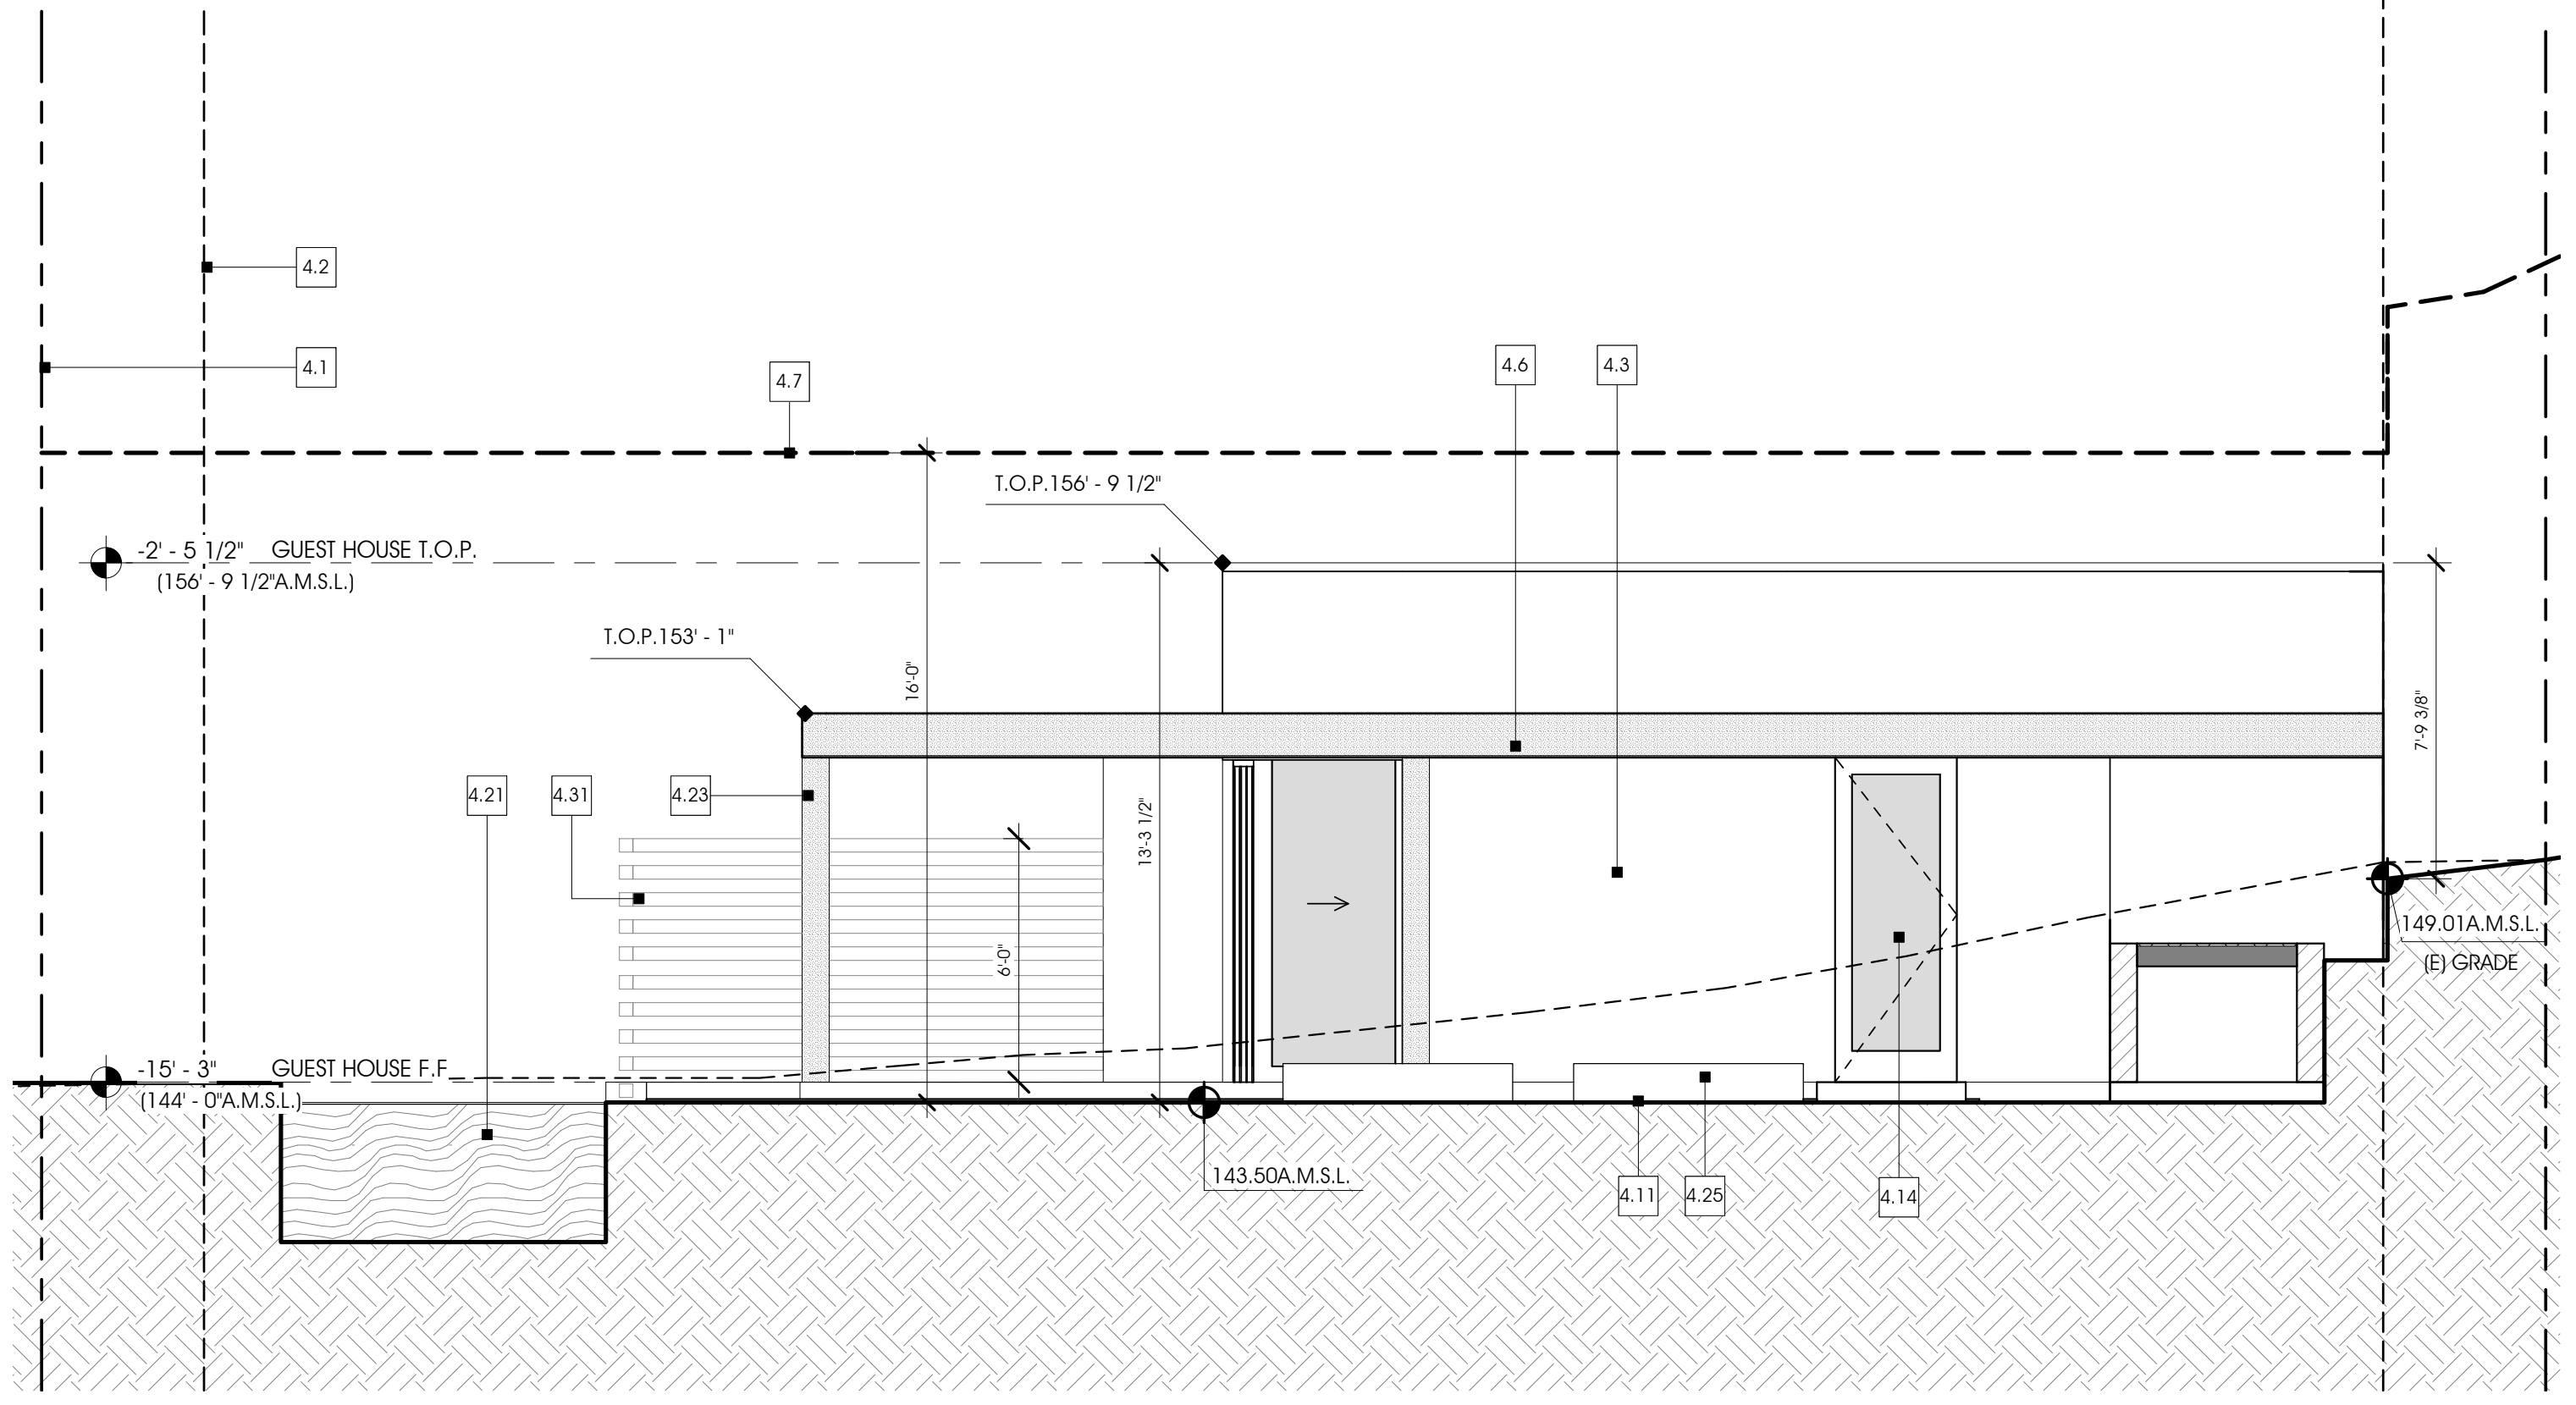 4.2
4.1
4.7
4.6
4.3
T.O.P.156' - 9 1/2"
-2' - 5 1/2" GUEST HOUSE T.O.P.
(156' - 9 1/2"A.M.S.L.)
T.O.P.153' - 1"
16'-0"
7'-9 3/8"
4.21
4.31
4.23
13'-3 1/2"
6'-0"
149.01A.M.S.L.
(E) GRADE
-15' - 3" GUEST HOUSE F.F
(144' - 0"A.M.S.L.)
143.50A.M.S.L.
4.11
4.25
4.14